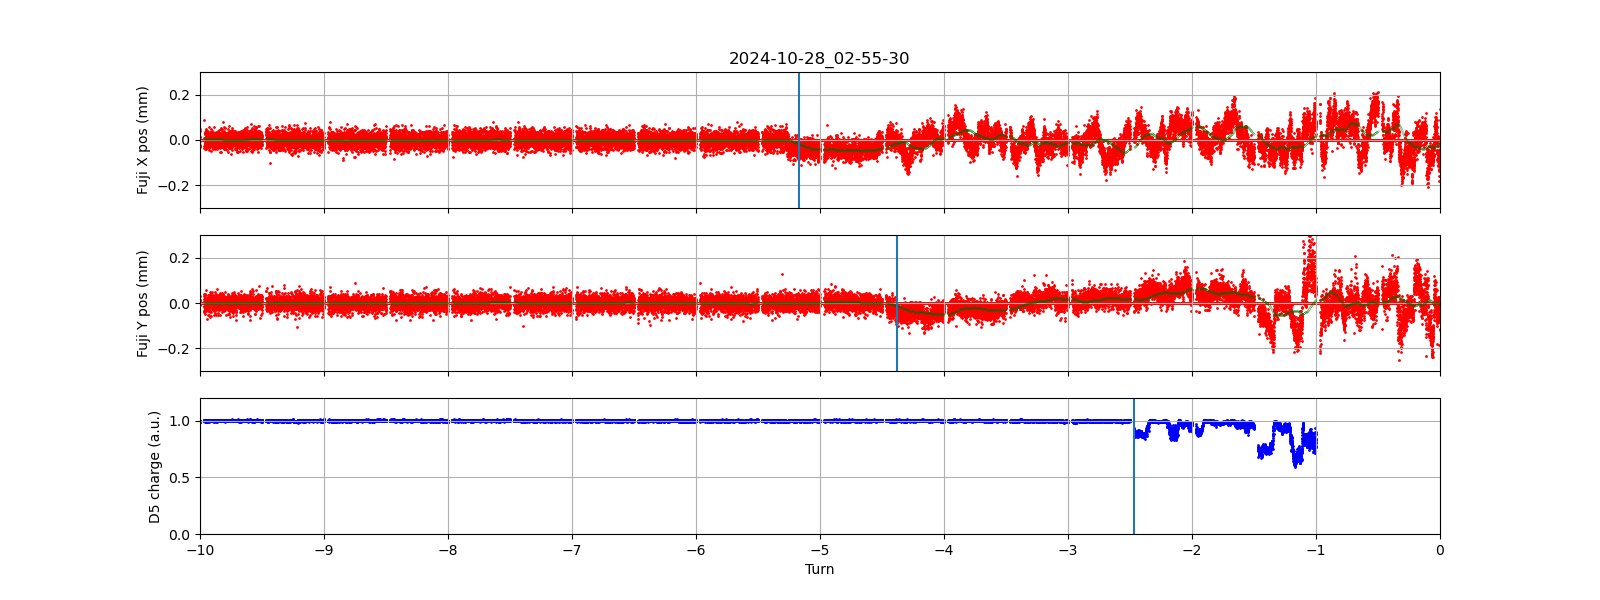 2024-10-28_02-55-30
Fuji X pos (mm)
0.2
0.0
−0.2
Fuji Y pos (mm)
0.2
0.0
−0.2
D5 charge (a.u.)
1.0
0.5
0.0
−10 −9 −8 −7 −6 −5 −4 −3 −2 −1 0
Turn